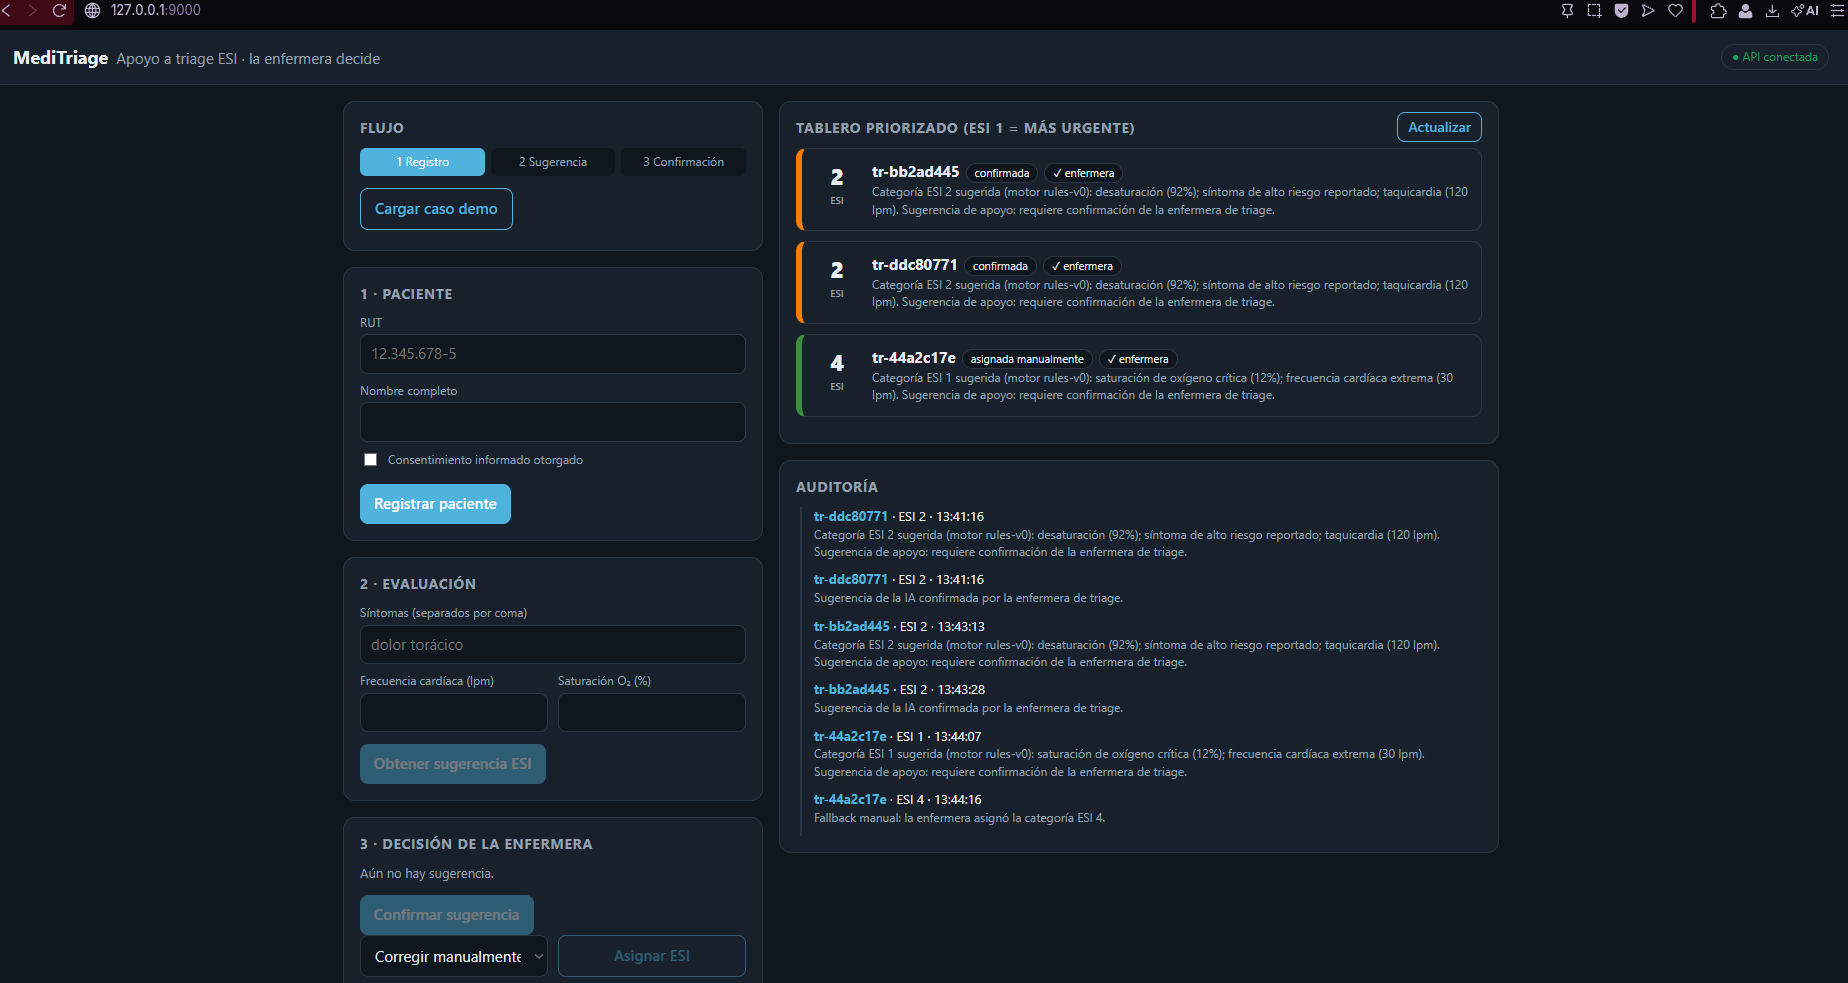 127.0.0.1:9000
AI
MediTriage Apoyo a triage ESI · la enfermera decide
● API conectada
FLUJO
1 Registro
2 Sugerencia
3 Confirmación
Cargar caso demo
1 · PACIENTE
RUT
12.345.678-5
Nombre completo
Consentimiento informado otorgado
Registrar paciente
2 · EVALUACIÓN
Síntomas (separados por coma)
dolor torácico
Frecuencia cardíaca (lpm)
Saturación O₂ (%)
Obtener sugerencia ESI
3 · DECISIÓN DE LA ENFERMERA
Aún no hay sugerencia.
Confirmar sugerencia
Corregir manualmente
Asignar ESI
TABLERO PRIORIZADO (ESI 1 = MÁS URGENTE)
Actualizar
2
ESI
tr-bb2ad445 confirmada ✓ enfermera
Categoría ESI 2 sugerida (motor rules-v0): desaturación (92%); síntoma de alto riesgo reportado; taquicardia (120
lpm). Sugerencia de apoyo: requiere confirmación de la enfermera de triage.
2
ESI
tr-ddc80771 confirmada ✓ enfermera
Categoría ESI 2 sugerida (motor rules-v0): desaturación (92%); síntoma de alto riesgo reportado; taquicardia (120
lpm). Sugerencia de apoyo: requiere confirmación de la enfermera de triage.
4
ESI
tr-44a2c17e asignada manualmente ✓ enfermera
Categoría ESI 1 sugerida (motor rules-v0): saturación de oxígeno crítica (12%); frecuencia cardíaca extrema (30
lpm). Sugerencia de apoyo: requiere confirmación de la enfermera de triage.
AUDITORÍA
tr-ddc80771 · ESI 2 · 13:41:16
Categoría ESI 2 sugerida (motor rules-v0): desaturación (92%); síntoma de alto riesgo reportado; taquicardia (120 lpm).
Sugerencia de apoyo: requiere confirmación de la enfermera de triage.
tr-ddc80771 · ESI 2 · 13:41:16
Sugerencia de la IA confirmada por la enfermera de triage.
tr-bb2ad445 · ESI 2 · 13:43:13
Categoría ESI 2 sugerida (motor rules-v0): desaturación (92%); síntoma de alto riesgo reportado; taquicardia (120 lpm).
Sugerencia de apoyo: requiere confirmación de la enfermera de triage.
tr-bb2ad445 · ESI 2 · 13:43:28
Sugerencia de la IA confirmada por la enfermera de triage.
tr-44a2c17e · ESI 1 · 13:44:07
Categoría ESI 1 sugerida (motor rules-v0): saturación de oxígeno crítica (12%); frecuencia cardíaca extrema (30 lpm).
Sugerencia de apoyo: requiere confirmación de la enfermera de triage.
tr-44a2c17e · ESI 4 · 13:44:16
Fallback manual: la enfermera asignó la categoría ESI 4.